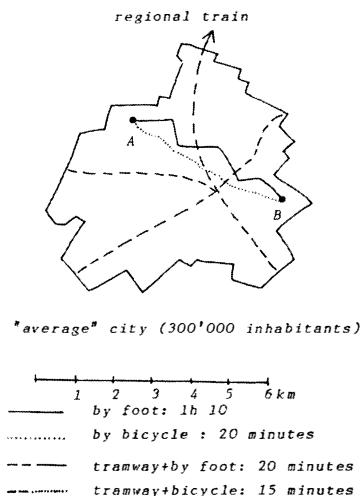 regional train
A
B
"average" city (300'000 inhabitants)
1 2 3 4 5 6 km
by foot: 1h 10
by bicycle : 20 minutes
tramway+by foot: 20 minutes
tramway+bicycle: 15 minutes